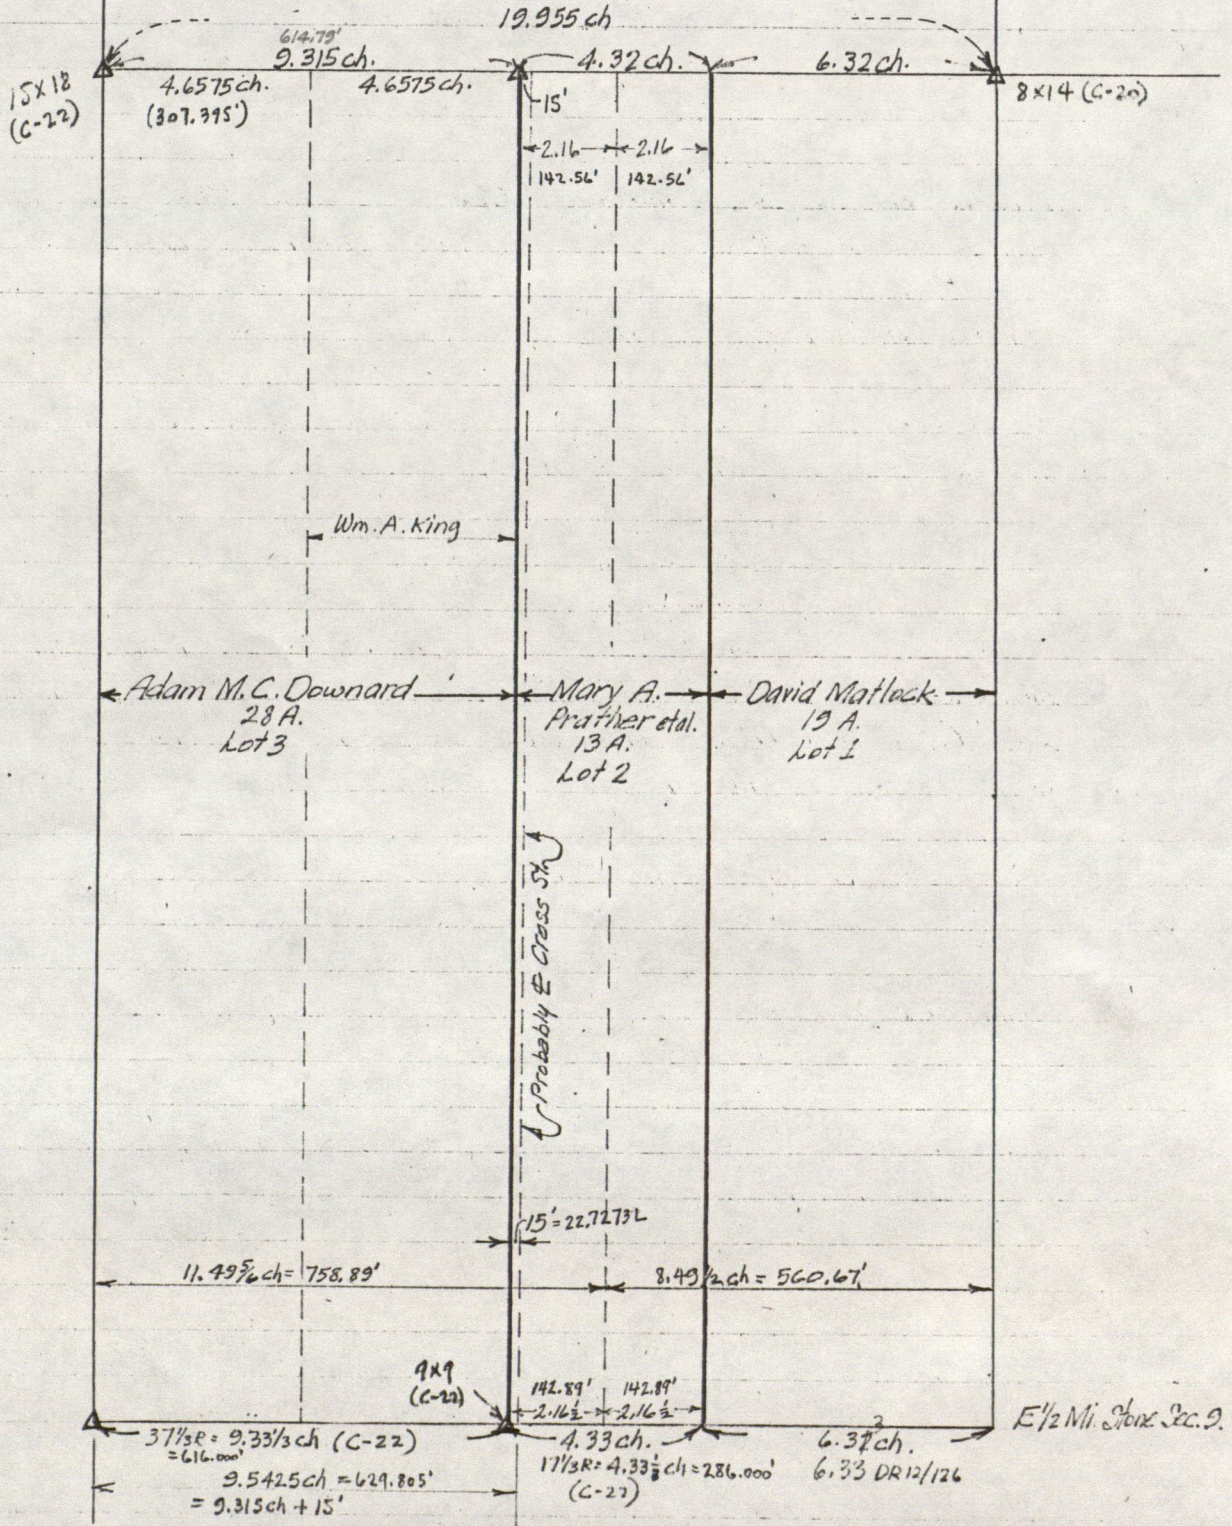 19.955 ch
614.79'
9.315 ch.
4.32 ch.
6.32 ch.
15x18
(C-22)
4.6575 ch.
(307.395')
4.6575 ch.
15'
8x14 (C-20)
2.16
2.16
142.56'
142.56'
Wm. A. King
Adam M. C. Downard
28 A.
Lot 3
Mary A.
Prather etal.
13 A.
Lot 2
David Matlock
19 A.
Lot 1
Probably ₠ Cross St.
15' = 22.7273L
11.49⅚ ch = 758.89'
8.49½ ch = 560.67'
9x9
(C-22)
142.89'
142.89'
2.16½
2.16½
E½ Mi. Stone Sec. 9.
37⅓R = 9.33⅓ ch (C-22)
= 616.000'
4.33 ch.
17⅓R = 4.33⅓ ch = 286.000'
(C-22)
6.33 DR 12/126
9.5425 ch = 629.805'
= 9.315 ch + 15'